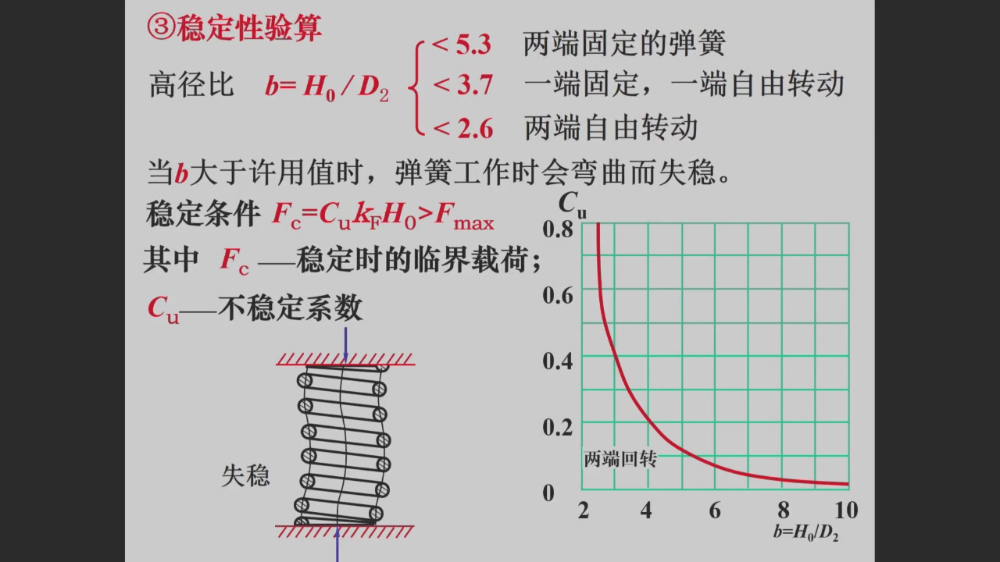 ③稳定性验算
< 5.3 两端固定的弹簧
高径比 b= H0 / D2 < 3.7 一端固定，一端自由转动
< 2.6 两端自由转动
当b大于许用值时，弹簧工作时会弯曲而失稳。
稳定条件 Fc=CukFH0>Fmax
其中 Fc ——稳定时的临界载荷；
Cu——不稳定系数
失稳
Cu
0.8
0.6
0.4
0.2
0
两端回转
2 4 6 8 10
b=H0/D2